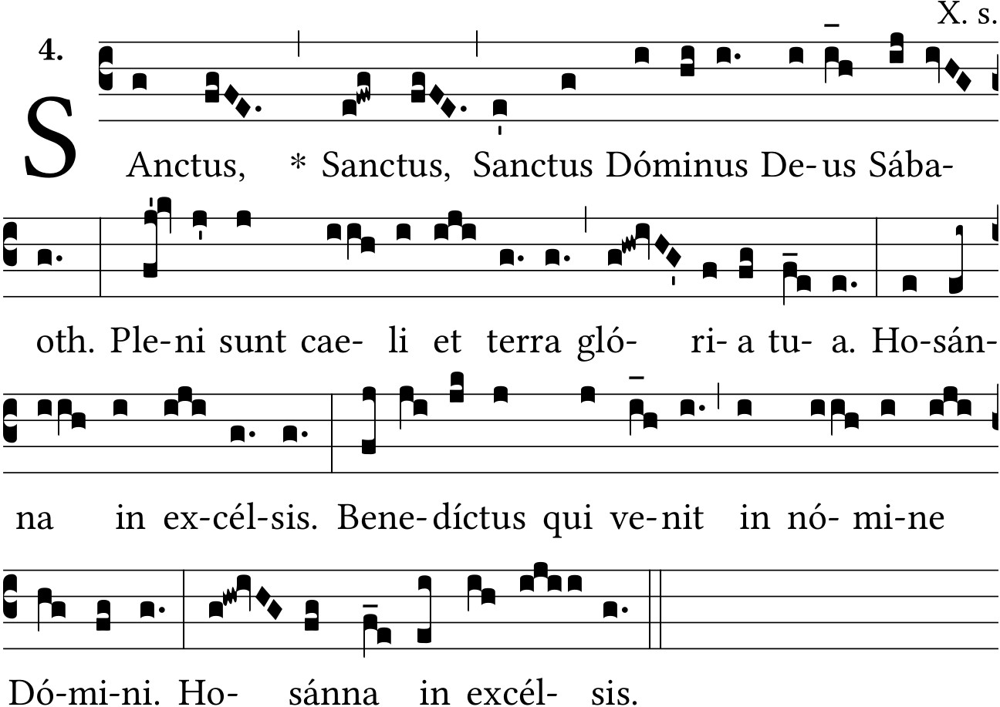 X. s.
4.
SAnctus, * Sanctus, Sanctus Dóminus De-us Sába-
oth. Ple-ni sunt cae- li et terra gló- ri- a tu- a. Ho-sán-
na in ex-cél-sis. Bene-díctus qui ve-nit in nó- mi-ne
Dó-mi-ni. Ho- sánna in excél- sis.